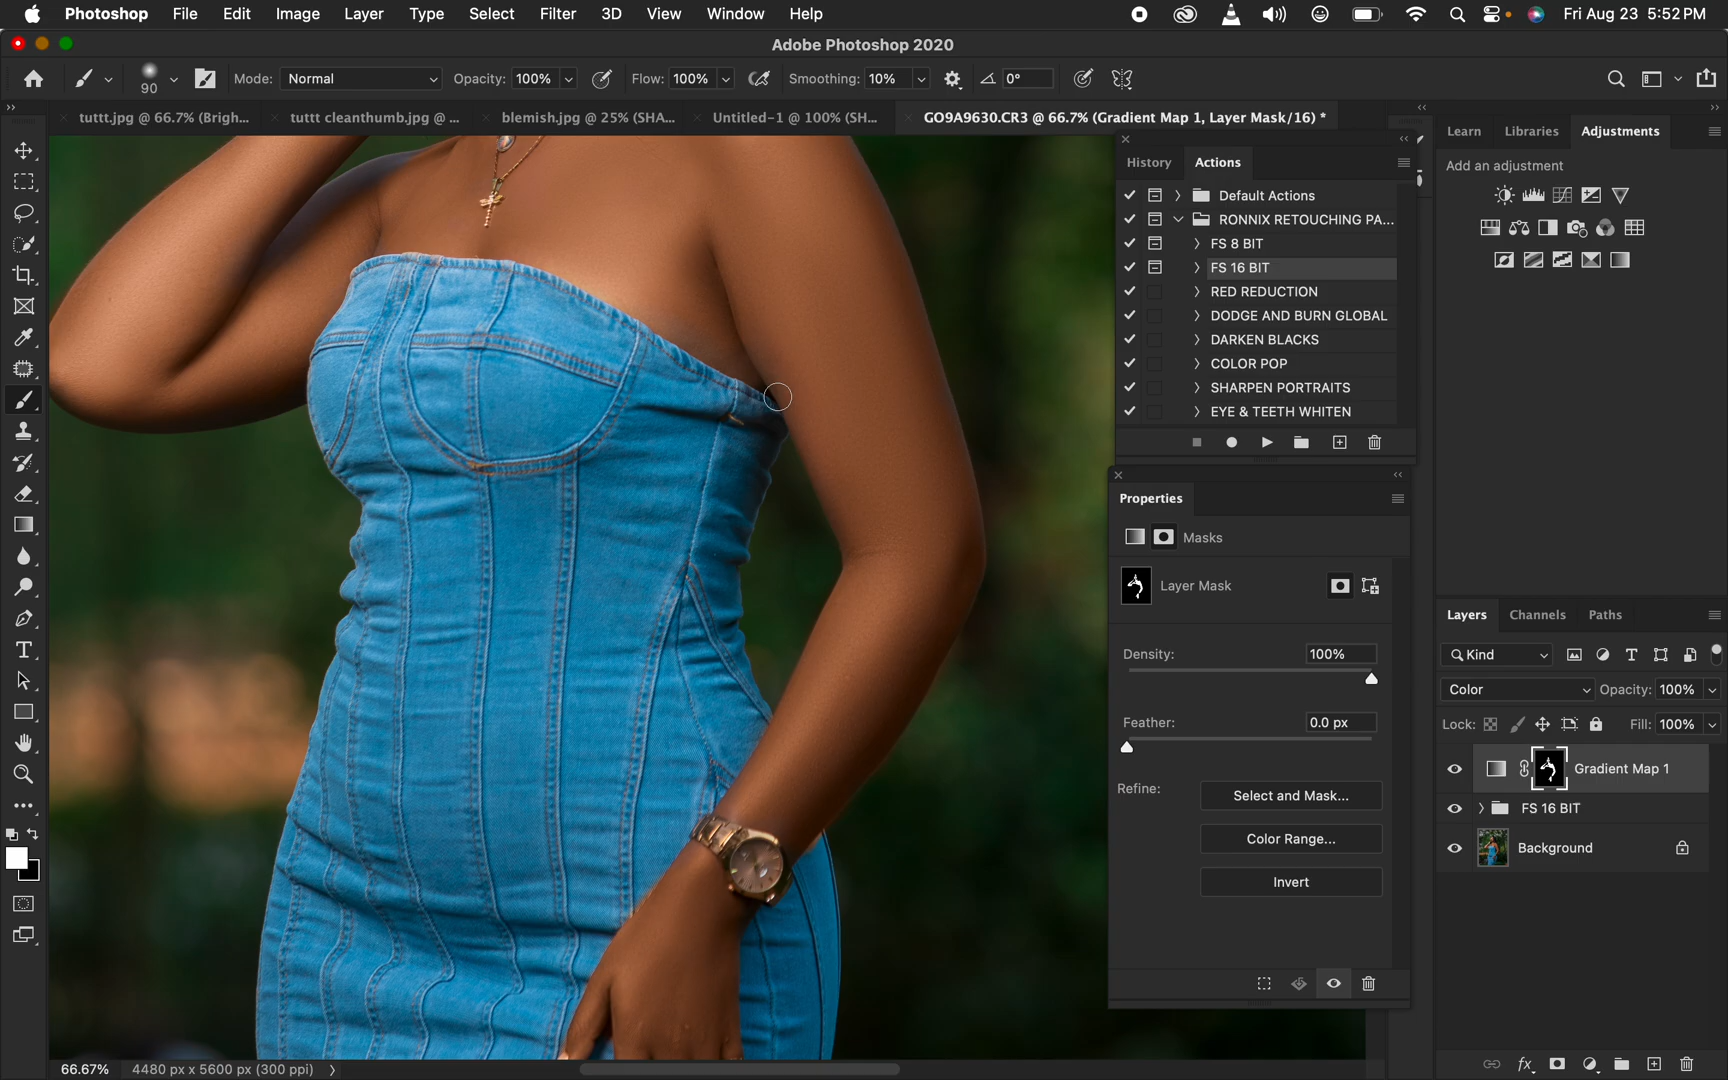 Photoshop File Edit Image Layer Type Select Filter 3D View Window Help Fri Aug 23 5:52 PM
Adobe Photoshop 2020
90 Mode: Normal Opacity: 100% Flow: 100% Smoothing: 10% 0°
tuttt.jpg @ 66.7% (Brigh... tuttt cleanthumb.jpg @ ... blemish.jpg @ 25% (SHA... Untitled-1 @ 100% (SH... GO9A9630.CR3 @ 66.7% (Gradient Map 1, Layer Mask/16) *
History Actions
Default Actions
RONNIX RETOUCHING PA...
FS 8 BIT
FS 16 BIT
RED REDUCTION
DODGE AND BURN GLOBAL
DARKEN BLACKS
COLOR POP
SHARPEN PORTRAITS
EYE & TEETH WHITEN
Properties
Masks
Layer Mask
Density: 100%
Feather: 0.0 px
Refine: Select and Mask...
Color Range...
Invert
Learn Libraries Adjustments
Add an adjustment
Layers Channels Paths
Kind
Color Opacity: 100%
Lock: Fill: 100%
Gradient Map 1
FS 16 BIT
Background
fx
66.67% 4480 px x 5600 px (300 ppi)